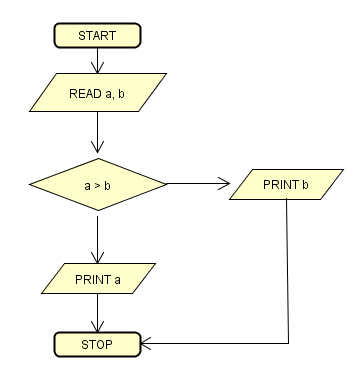 START
READ a, b
a > b
PRINT b
PRINT a
STOP